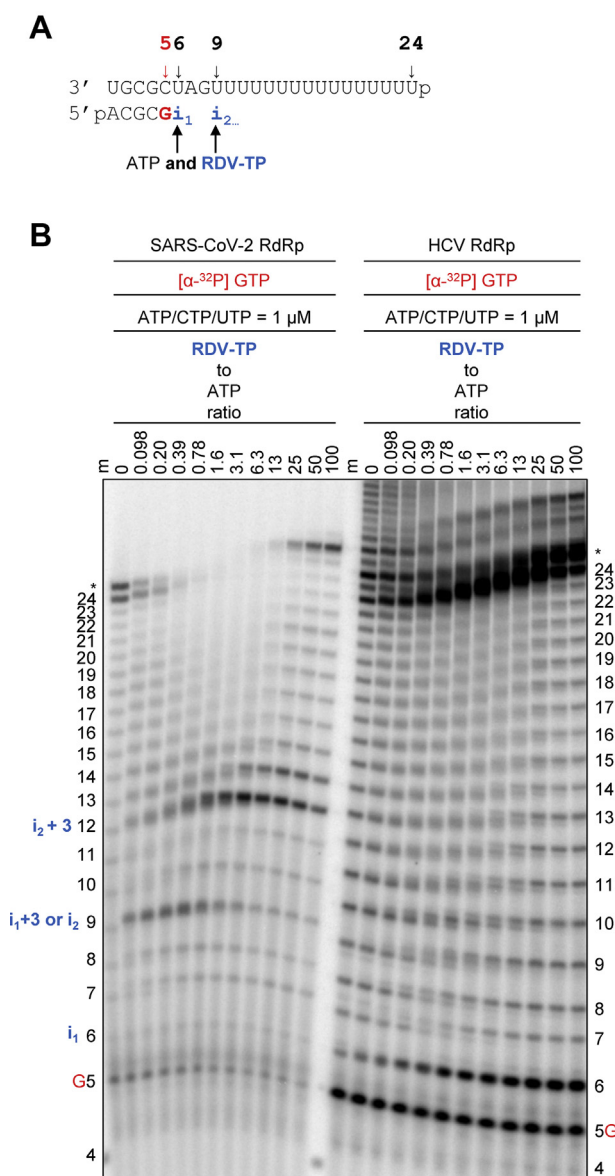 A
5 6 9 24
↓ ↓ ↓ ↓
3′ UGCGCUAGUUUUUUUUUUUUUUUUp
5′pACGCGi₁ i₂…
ATP and RDV-TP
B
SARS-CoV-2 RdRp
[α-³²P] GTP
ATP/CTP/UTP = 1 µM
RDV-TP
to
ATP
ratio
m 0 0.098 0.20 0.39 0.78 1.6 3.1 6.3 13 25 50 100
*
24
23
22
21
20
19
18
17
16
15
14
13
i₂ + 3 12
11
10
i₁+3 or i₂ 9
8
7
i₁ 6
G5
4
HCV RdRp
[α-³²P] GTP
ATP/CTP/UTP = 1 µM
RDV-TP
to
ATP
ratio
m 0 0.098 0.20 0.39 0.78 1.6 3.1 6.3 13 25 50 100
*
24
23
22
21
20
19
18
17
16
15
14
13
12
11
10
9
8
7
6
5G
4